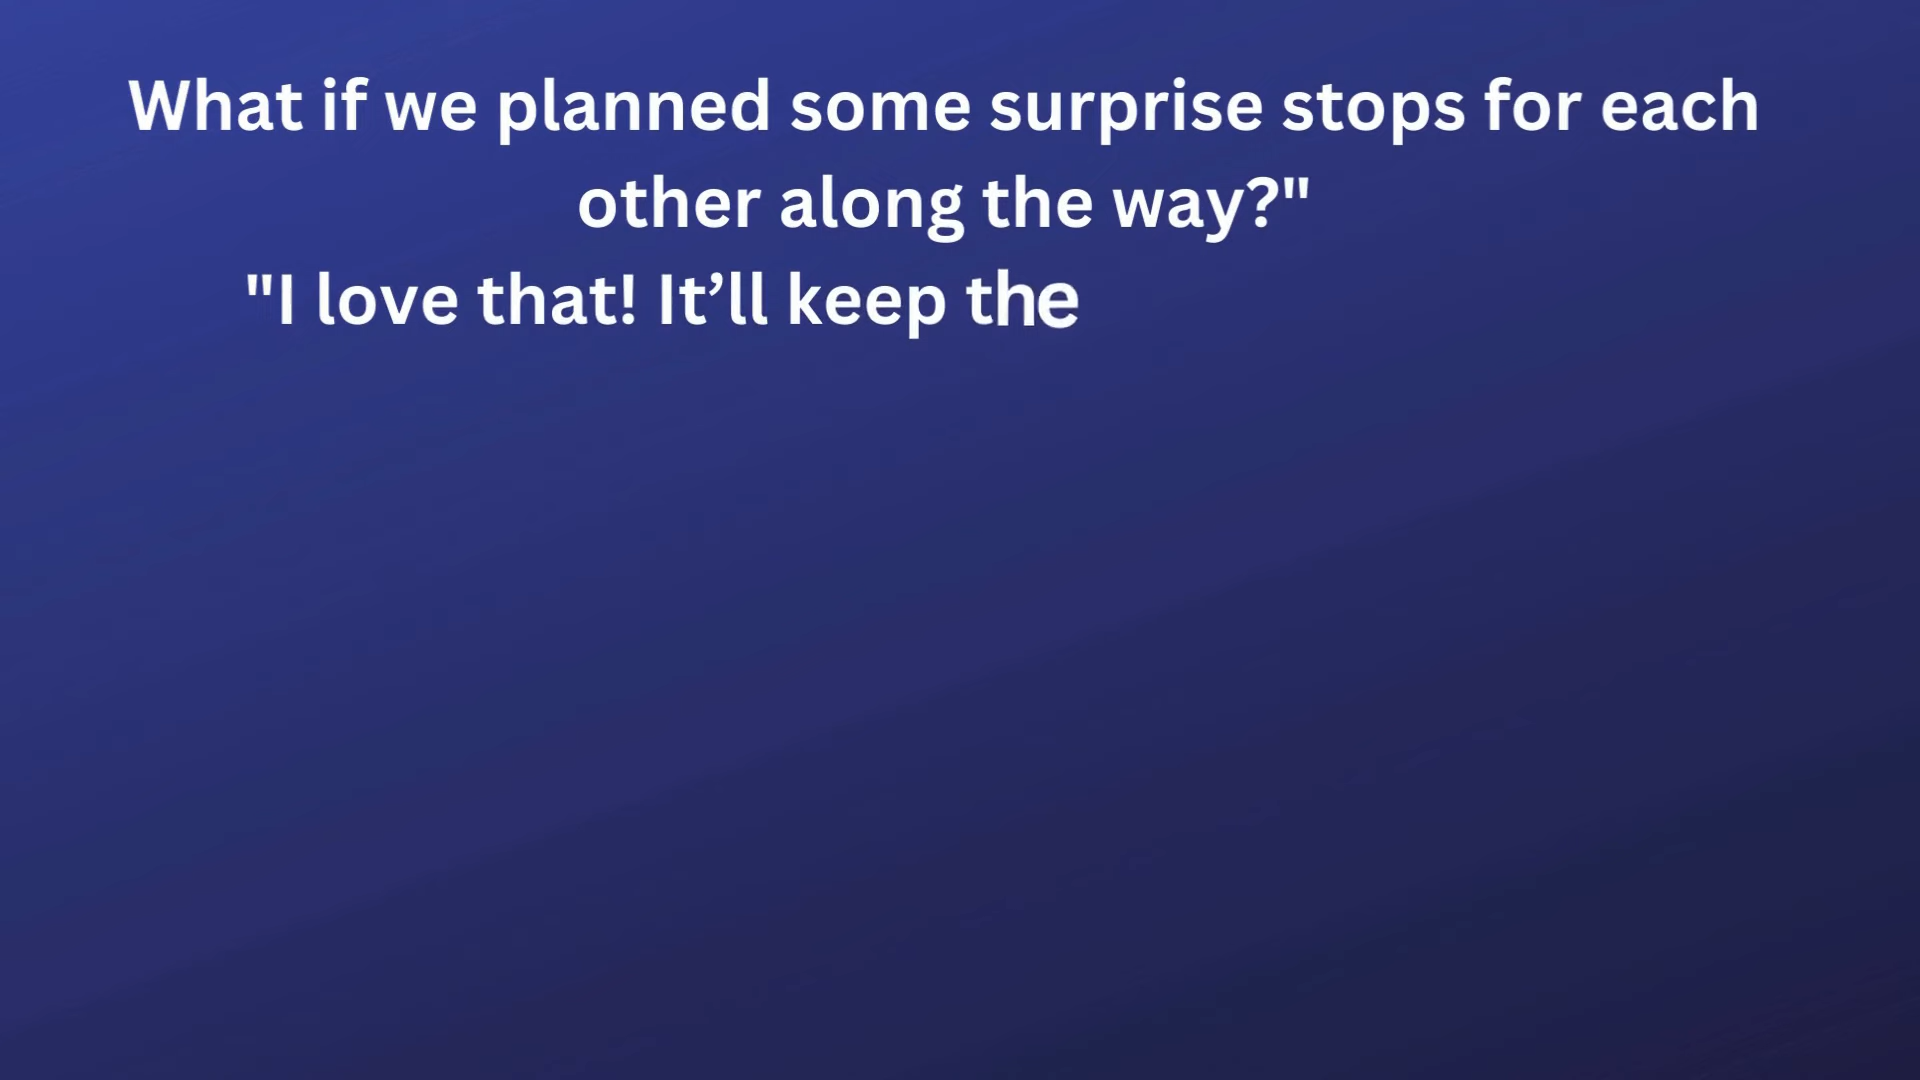 What if we planned some surprise stops for each
other along the way?"
"I love that! It’ll keep the